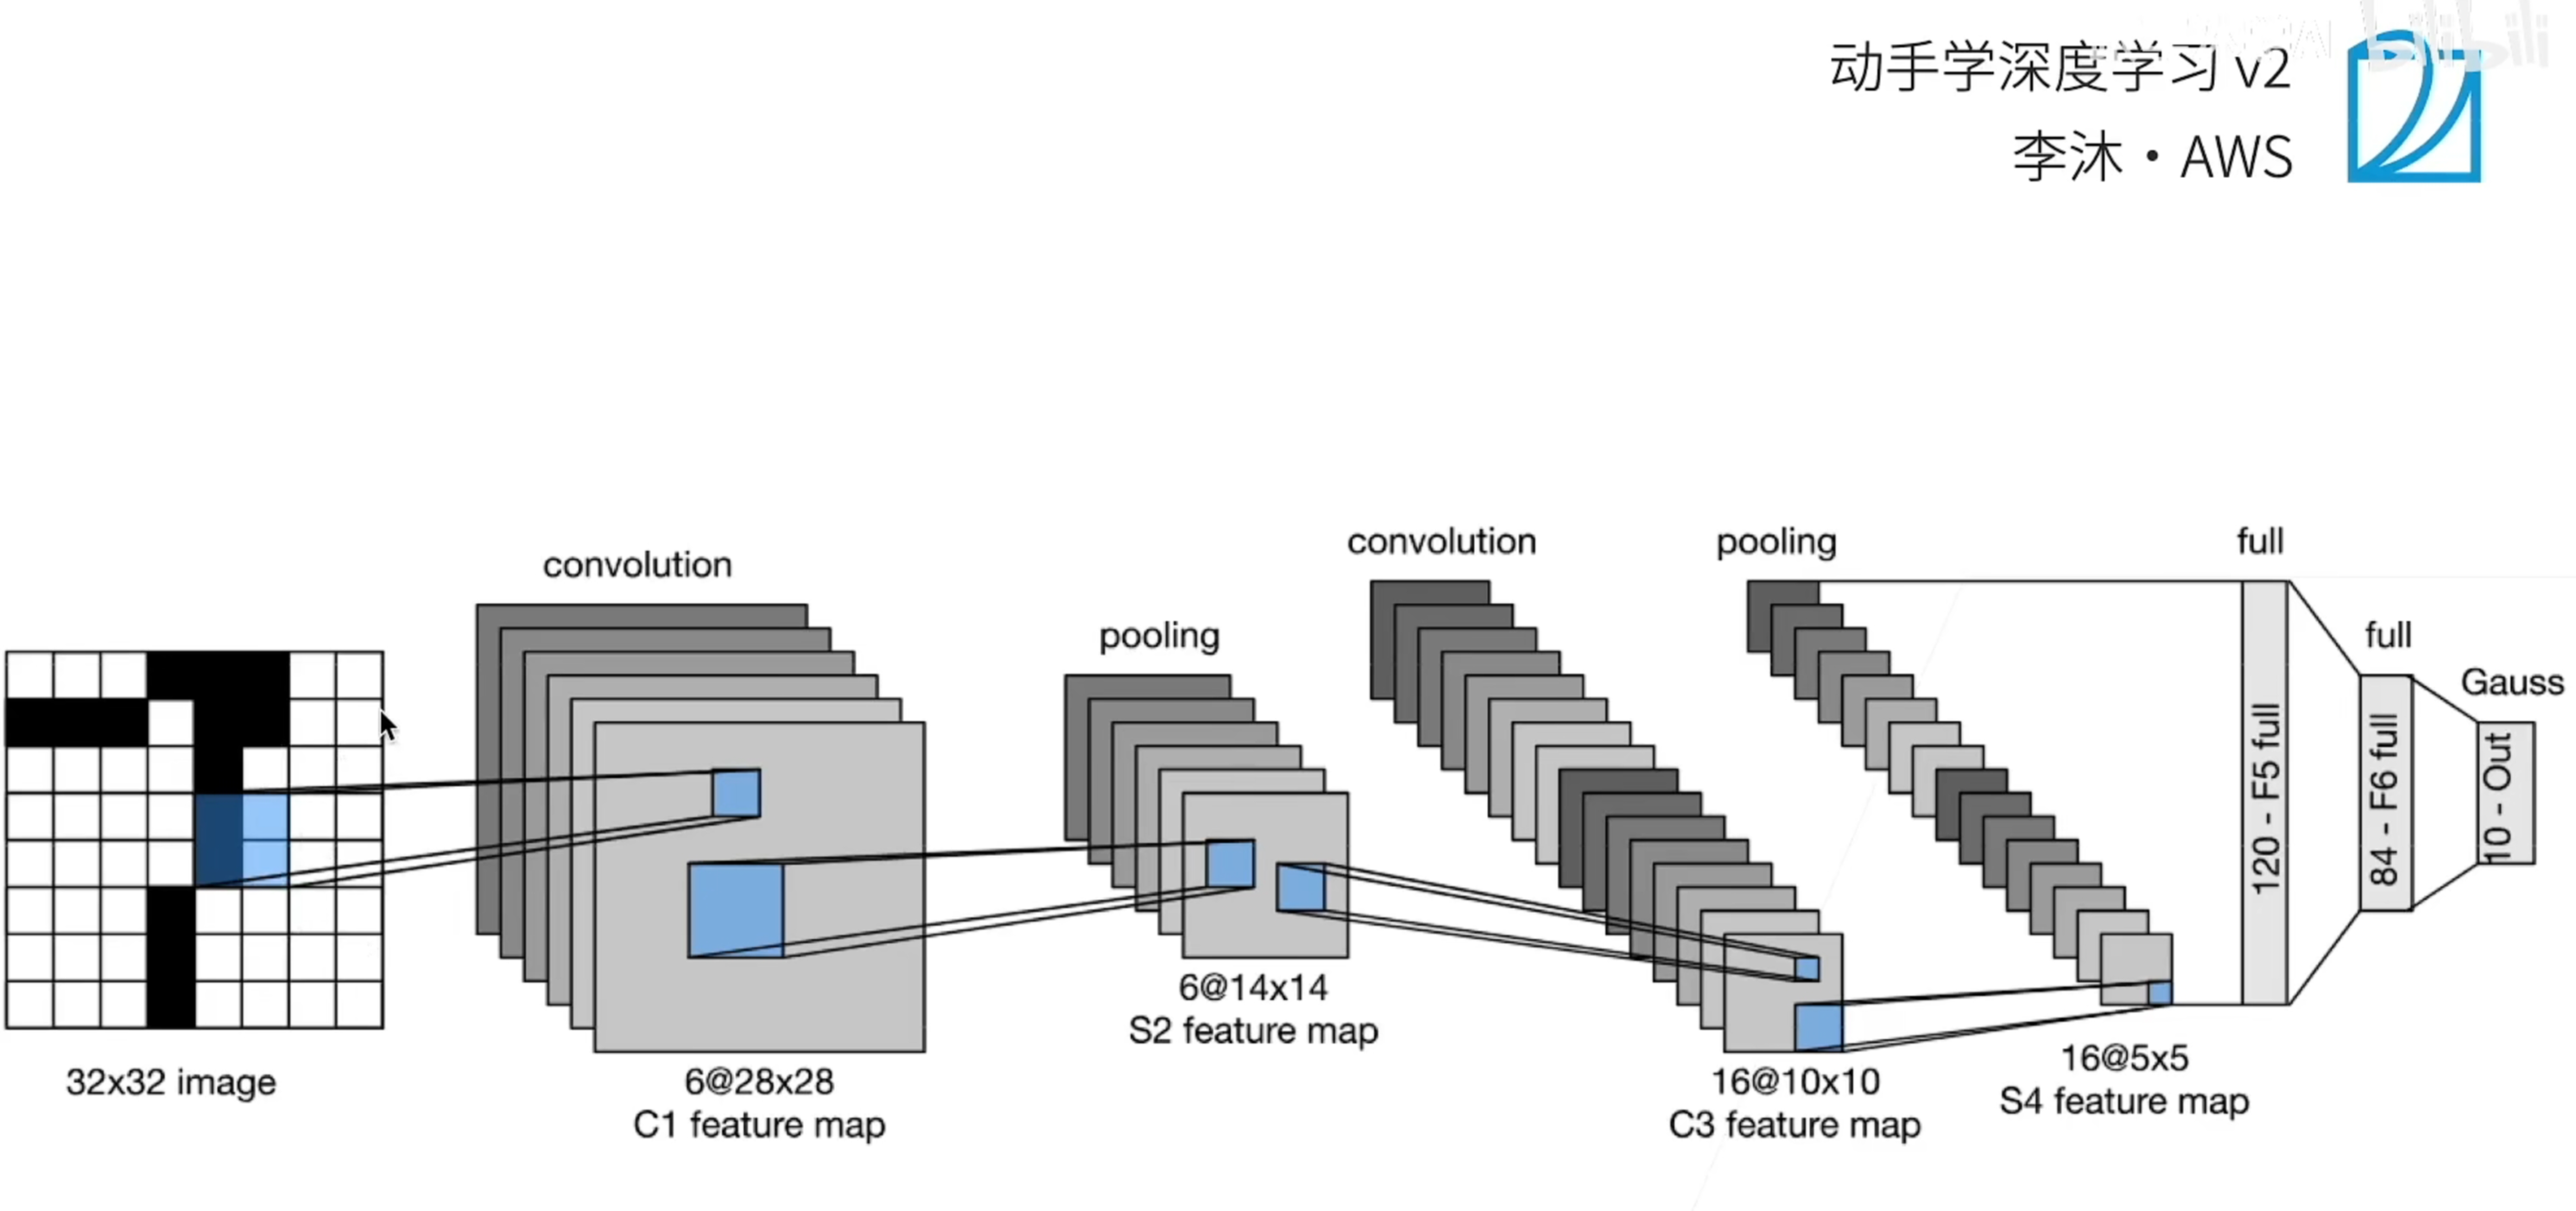 动手学深度学习 v2
李沐・AWS
bilibili
convolution
pooling
convolution
pooling
full
full
Gauss
120 - F5 full
84 - F6 full
10 - Out
32x32 image
6@28x28
C1 feature map
6@14x14
S2 feature map
16@10x10
C3 feature map
16@5x5
S4 feature map